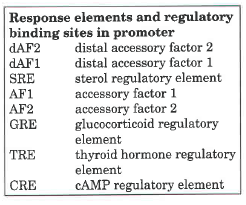 Response elements and regulatory
binding sites in promoter
dAF2 distal accessory factor 2
dAF1 distal accessory factor 1
SRE sterol regulatory element
AF1 accessory factor 1
AF2 accessory factor 2
GRE glucocorticoid regulatory
element
TRE thyroid hormone regulatory
element
CRE cAMP regulatory element